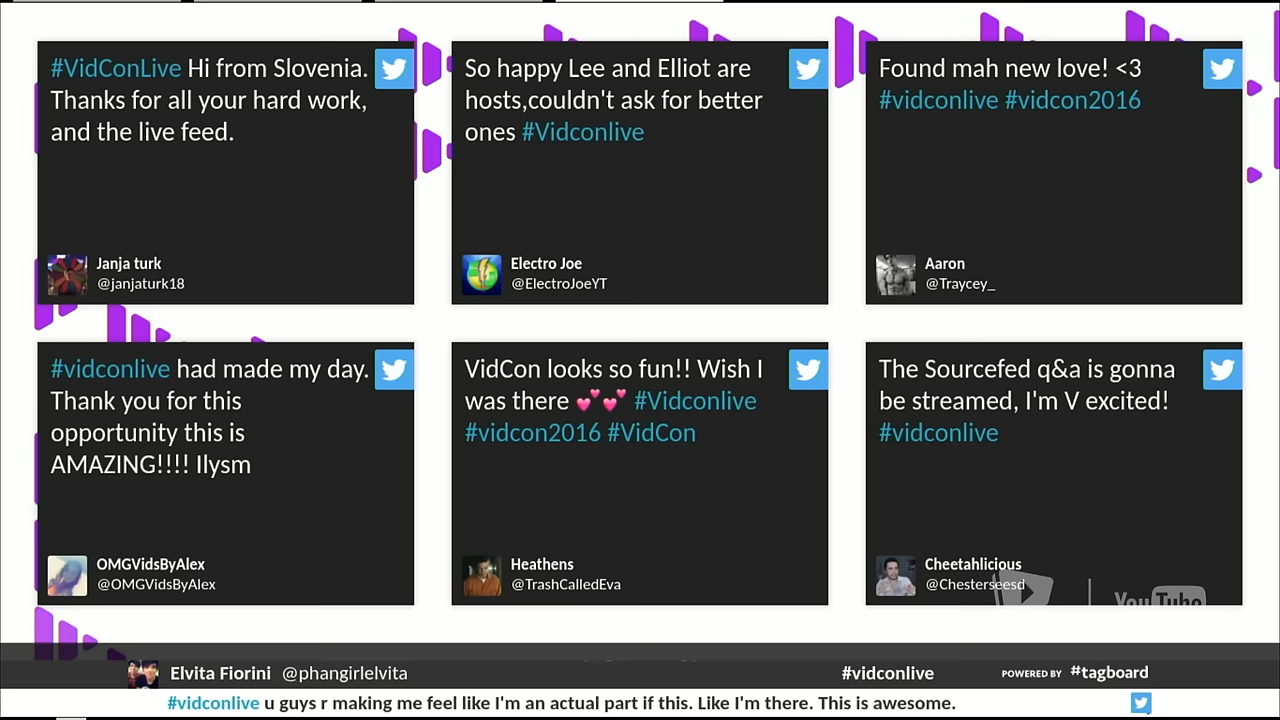 #VidConLive Hi from Slovenia.
Thanks for all your hard work,
and the live feed.
Janja turk
@janjaturk18
So happy Lee and Elliot are
hosts,couldn't ask for better
ones #Vidconlive
Electro Joe
@ElectroJoeYT
Found mah new love! <3
#vidconlive #vidcon2016
Aaron
@Traycey_
#vidconlive had made my day.
Thank you for this
opportunity this is
AMAZING!!!! Ilysm
OMGVidsByAlex
@OMGVidsByAlex
VidCon looks so fun!! Wish I
was there 💕💕 #Vidconlive
#vidcon2016 #VidCon
Heathens
@TrashCalledEva
The Sourcefed q&a is gonna
be streamed, I'm V excited!
#vidconlive
Cheetahlicious
@Chesterseesd
YouTube
Elvita Fiorini @phangirlelvita
#vidconlive
POWERED BY #tagboard
#vidconlive u guys r making me feel like I'm an actual part if this. Like I'm there. This is awesome.